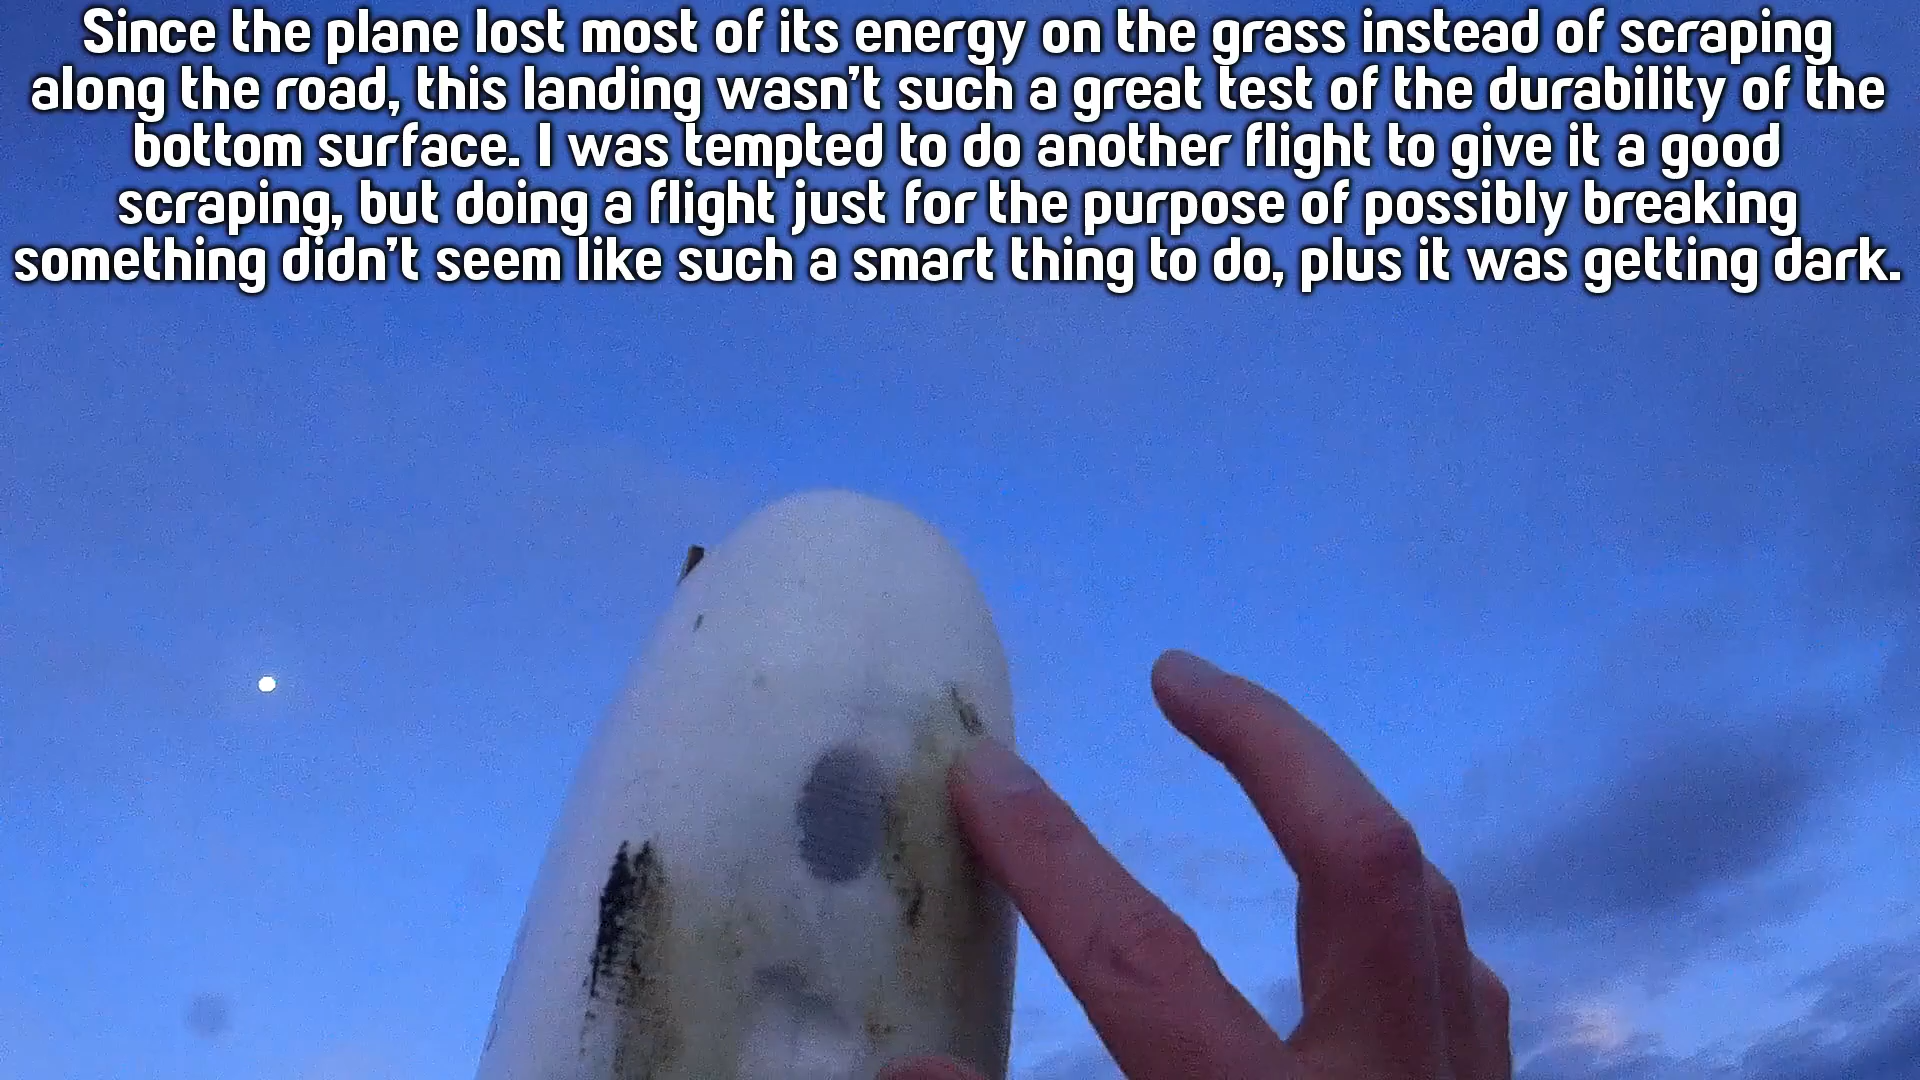 Since the plane lost most of its energy on the grass instead of scraping
along the road, this landing wasn't such a great test of the durability of the
bottom surface. I was tempted to do another flight to give it a good
scraping, but doing a flight just for the purpose of possibly breaking
something didn't seem like such a smart thing to do, plus it was getting dark.